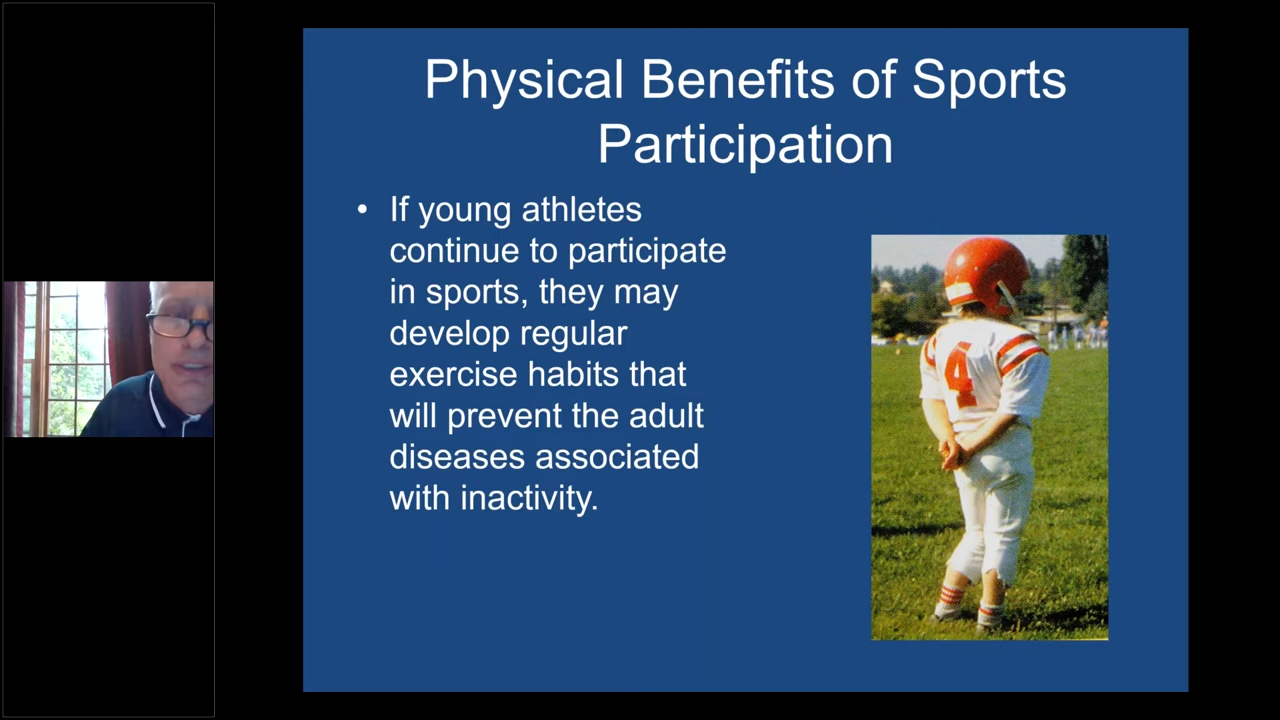 Physical Benefits of Sports
Participation
• If young athletes
continue to participate
in sports, they may
develop regular
exercise habits that
will prevent the adult
diseases associated
with inactivity.
4